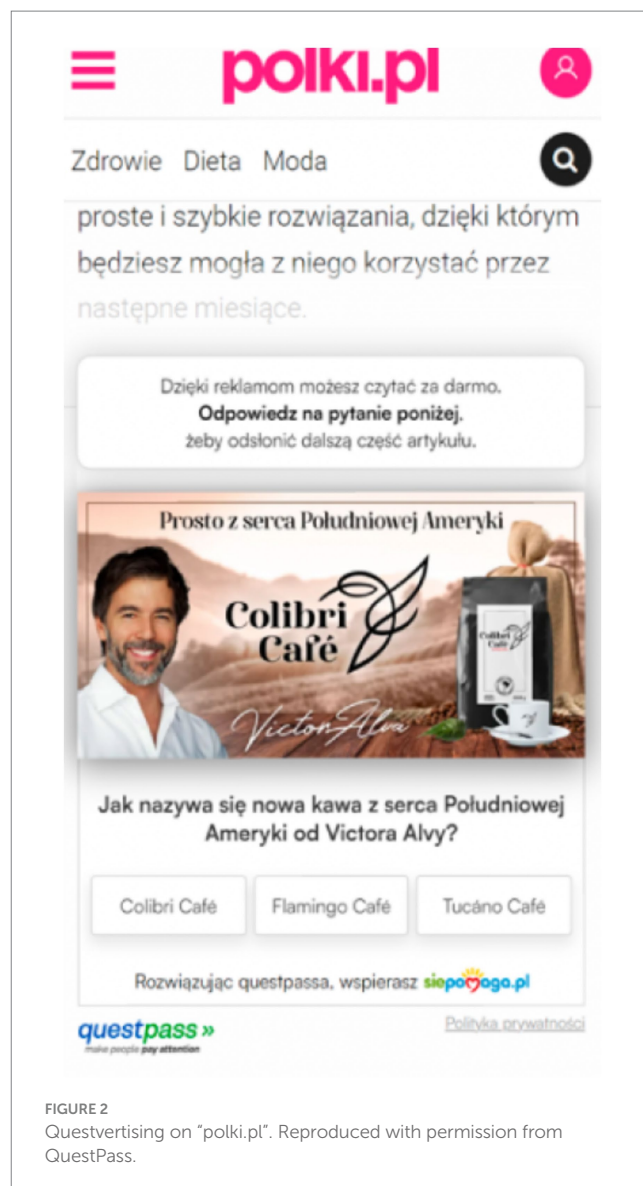 polki.pl
Zdrowie Dieta Moda
proste i szybkie rozwiązania, dzięki którym
będziesz mogła z niego korzystać przez
następne miesiące.
Dzięki reklamom możesz czytać za darmo.
Odpowiedz na pytanie poniżej,
żeby odsłonić dalszą część artykułu.
Prosto z serca Południowej Ameryki
Colibri
Café
Colibri
Café
Victor Alva
Jak nazywa się nowa kawa z serca Południowej
Ameryki od Victora Alvy?
Colibri Café Flamingo Café Tucáno Café
Rozwiązując questpassa, wspierasz siepomaga.pl
questpass »
make people pay attention
Polityka prywatności
FIGURE 2
Questvertising on “polki.pl”. Reproduced with permission from
QuestPass.